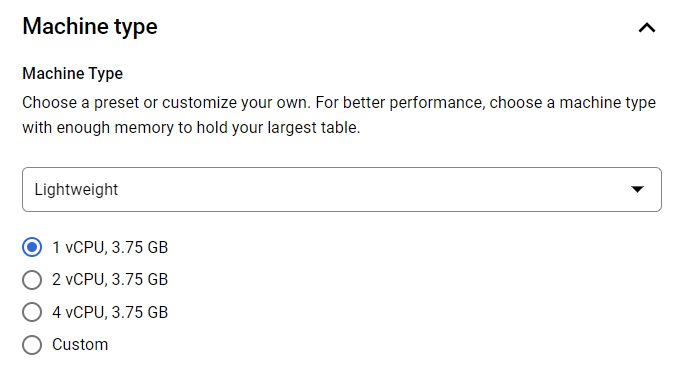 Machine type
Machine Type
Choose a preset or customize your own. For better performance, choose a machine type
with enough memory to hold your largest table.
Lightweight
1 vCPU, 3.75 GB
2 vCPU, 3.75 GB
4 vCPU, 3.75 GB
Custom